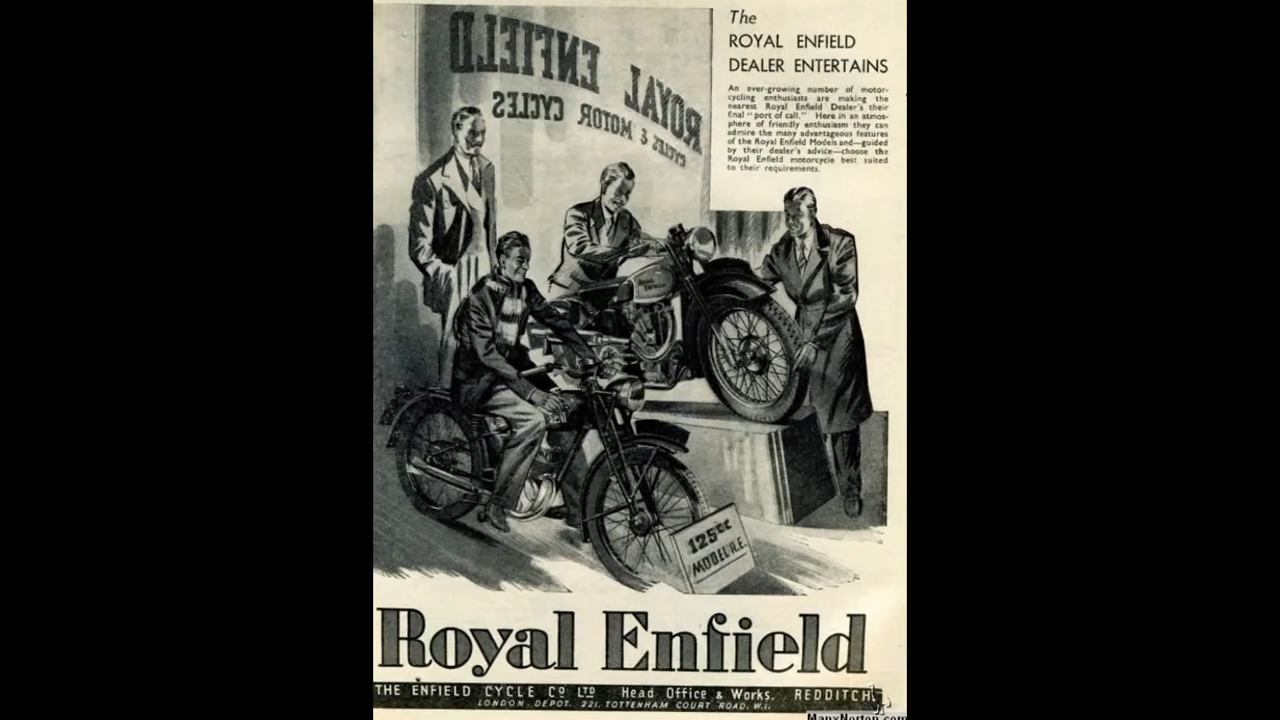 The
ROYAL ENFIELD
DEALER ENTERTAINS
An ever-growing number of motor-
cycling enthusiasts are making the
nearest Royal Enfield Dealer's their
final "port of call." Here in an atmos-
phere of friendly enthusiasm they can
admire the many advantageous features
of the Royal Enfield Models and—guided
by their dealer's advice—choose the
Royal Enfield motorcycle best suited
to their requirements.
ROYAL ENFIELD
CYCLES & MOTOR CYCLES
ROYAL ENFIELD
125cc
MODEL R.E.
Royal Enfield
THE ENFIELD CYCLE CO LTD Head Office & Works. REDDITCH.
LONDON DEPOT. 221, TOTTENHAM COURT ROAD. W.1.
ManxNorton.com